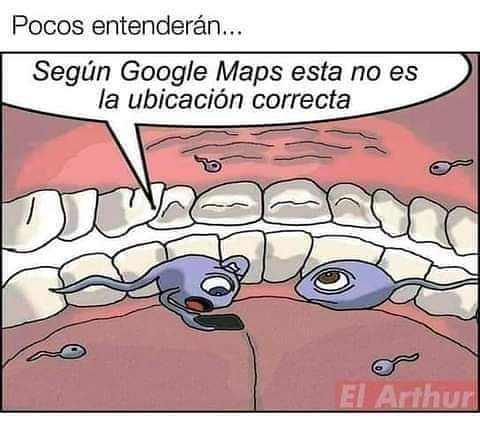 Pocos entenderán...
Según Google Maps esta no es
la ubicación correcta
El Arthur